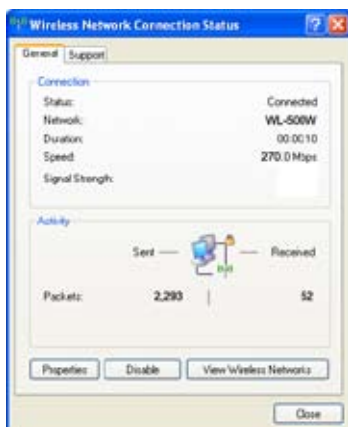 Wireless Network Connection Status
General Support
Connection
Status: Connected
Network: WL-500W
Duration: 00:00:10
Speed: 270.0 Mbps
Signal Strength:
Activity
Sent — — Received
Packets: 2,293 | 52
Properties Disable View Wireless Networks
Close